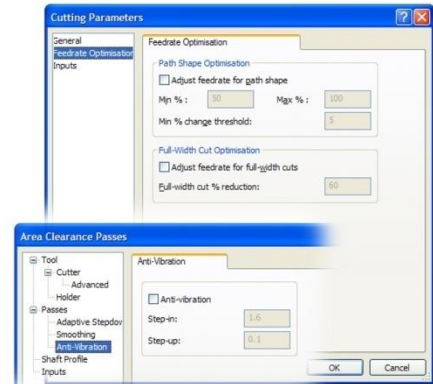 Cutting Parameters
General
Feedrate Optimisation
Inputs
Feedrate Optimisation
Path Shape Optimisation
Adjust feedrate for path shape
Min % : 50 Max % : 100
Min % change threshold: 5
Full-Width Cut Optimisation
Adjust feedrate for full-width cuts
Full-width cut % reduction: 60
Area Clearance Passes
Tool
Cutter
Advanced
Holder
Passes
Adaptive Stepdov
Smoothing
Anti-Vibration
Shaft Profile
Inputs
Anti-Vibration
Anti-vibration
Step-in: 1.6
Step-up: 0.1
OK Cancel